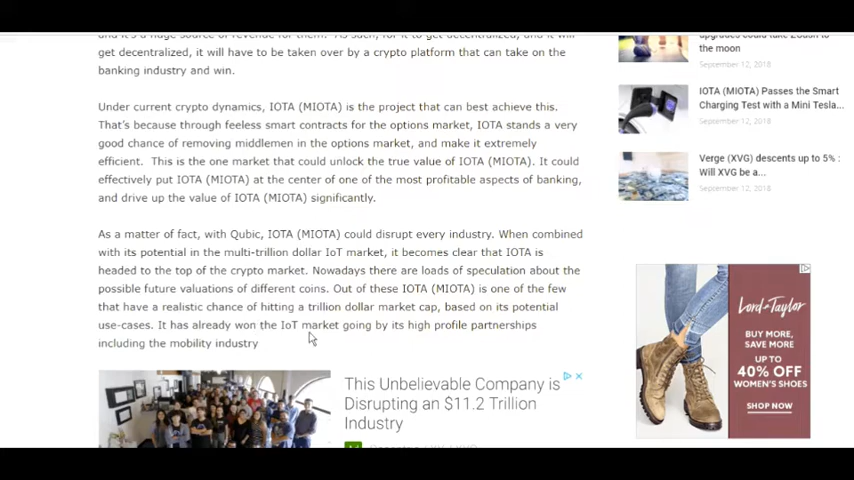 get decentralized, it will have to be taken over by a crypto platform that can take on the
banking industry and win.
Under current crypto dynamics, IOTA (MIOTA) is the project that can best achieve this.
That's because through feeless smart contracts for the options market, IOTA stands a very
good chance of removing middlemen in the options market, and make it extremely
efficient. This is the one market that could unlock the true value of IOTA (MIOTA). It could
effectively put IOTA (MIOTA) at the center of one of the most profitable aspects of banking,
and drive up the value of IOTA (MIOTA) significantly.
As a matter of fact, with Qubic, IOTA (MIOTA) could disrupt every industry. When combined
with its potential in the multi-trillion dollar IoT market, it becomes clear that IOTA is
headed to the top of the crypto market. Nowadays there are loads of speculation about the
possible future valuations of different coins. Out of these IOTA (MIOTA) is one of the few
that have a realistic chance of hitting a trillion dollar market cap, based on its potential
use-cases. It has already won the IoT market going by its high profile partnerships
including the mobility industry
This Unbelievable Company is
Disrupting an $11.2 Trillion
Industry
Ad
the moon
September 12, 2018
IOTA (MIOTA) Passes the Smart
Charging Test with a Mini Tesla...
September 12, 2018
Verge (XVG) descents up to 5% :
Will XVG be a...
September 12, 2018
Lord & Taylor
BUY MORE,
SAVE MORE
UP TO
40% OFF
WOMEN'S SHOES
SHOP NOW